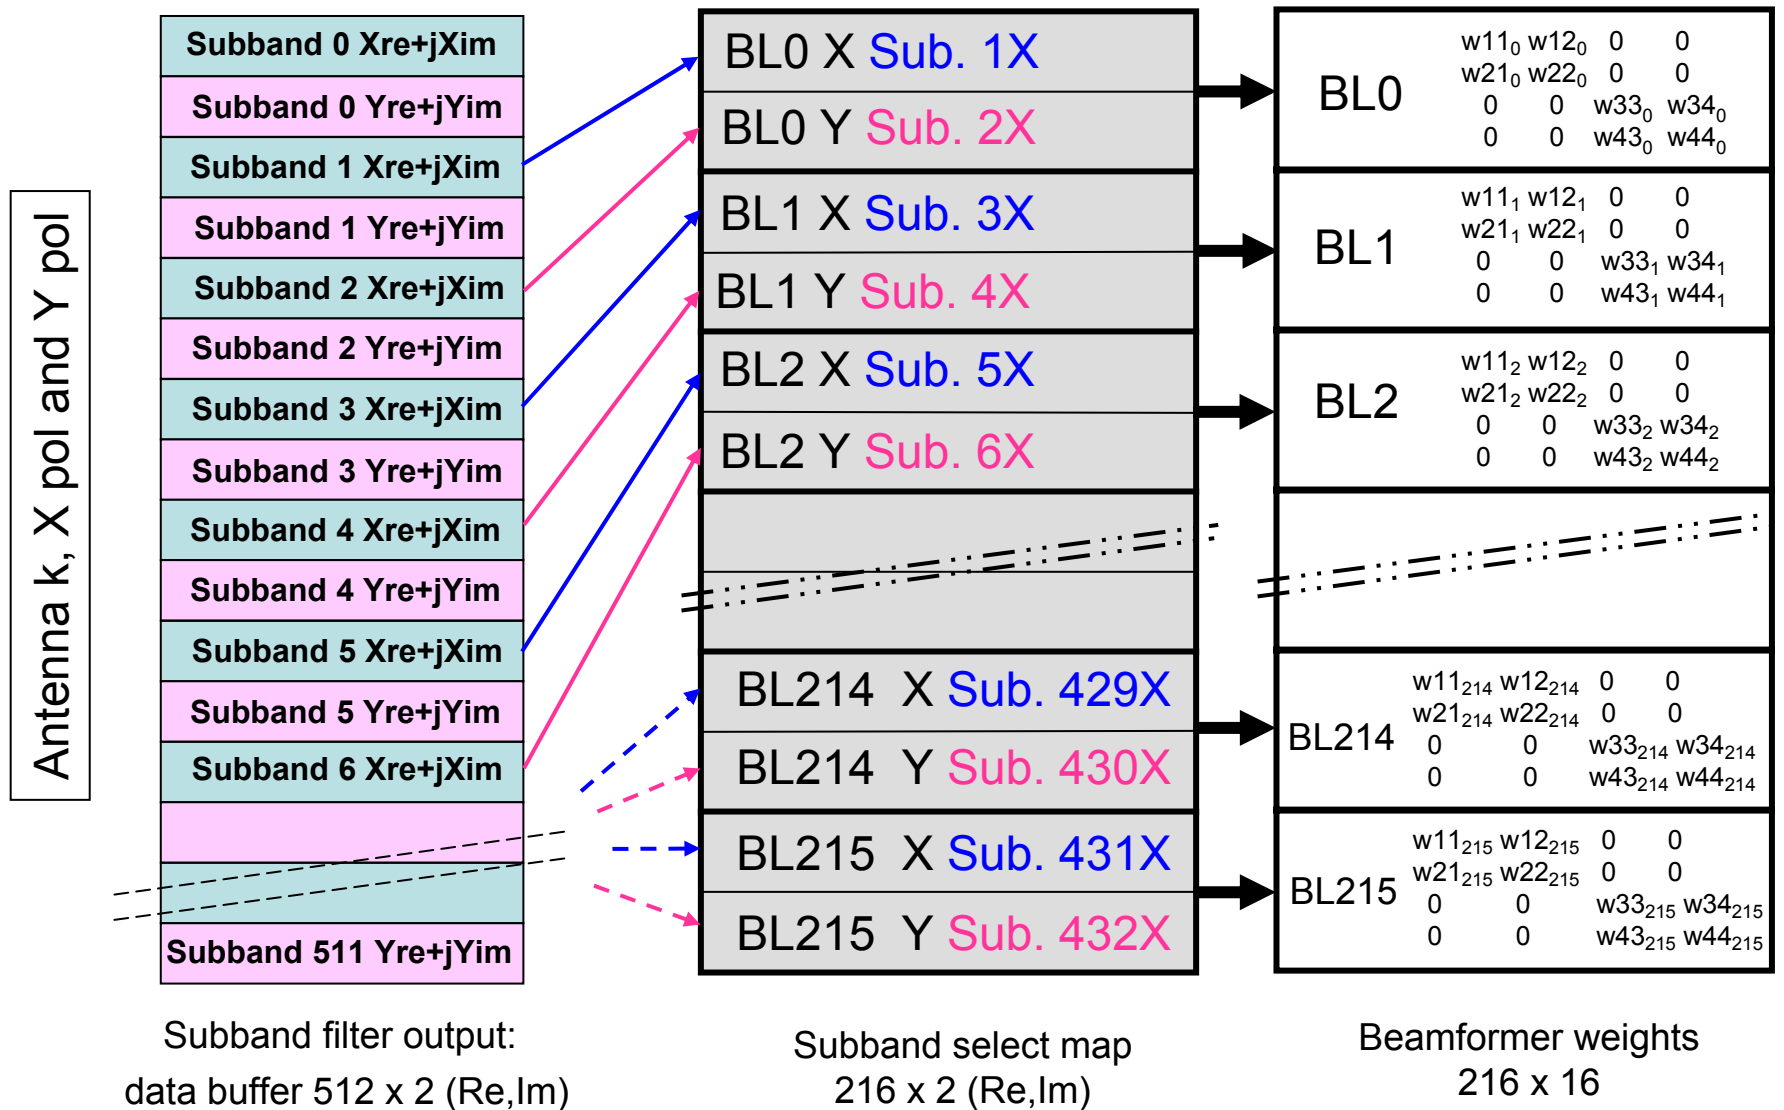 Antenna k, X pol and Y pol
Subband 0 Xre+jXim
Subband 0 Yre+jYim
Subband 1 Xre+jXim
Subband 1 Yre+jYim
Subband 2 Xre+jXim
Subband 2 Yre+jYim
Subband 3 Xre+jXim
Subband 3 Yre+jYim
Subband 4 Xre+jXim
Subband 4 Yre+jYim
Subband 5 Xre+jXim
Subband 5 Yre+jYim
Subband 6 Xre+jXim
Subband 511 Yre+jYim
Subband filter output:
data buffer 512 x 2 (Re,Im)
BL0 X Sub. 1X
BL0 Y Sub. 2X
BL1 X Sub. 3X
BL1 Y Sub. 4X
BL2 X Sub. 5X
BL2 Y Sub. 6X
BL214 X Sub. 429X
BL214 Y Sub. 430X
BL215 X Sub. 431X
BL215 Y Sub. 432X
Subband select map
216 x 2 (Re,Im)
BL0
w11₀ w12₀ 0 0
w21₀ w22₀ 0 0
0 0 w33₀ w34₀
0 0 w43₀ w44₀
BL1
w11₁ w12₁ 0 0
w21₁ w22₁ 0 0
0 0 w33₁ w34₁
0 0 w43₁ w44₁
BL2
w11₂ w12₂ 0 0
w21₂ w22₂ 0 0
0 0 w33₂ w34₂
0 0 w43₂ w44₂
BL214
w11₂₁₄ w12₂₁₄ 0 0
w21₂₁₄ w22₂₁₄ 0 0
0 0 w33₂₁₄ w34₂₁₄
0 0 w43₂₁₄ w44₂₁₄
BL215
w11₂₁₅ w12₂₁₅ 0 0
w21₂₁₅ w22₂₁₅ 0 0
0 0 w33₂₁₅ w34₂₁₅
0 0 w43₂₁₅ w44₂₁₅
Beamformer weights
216 x 16